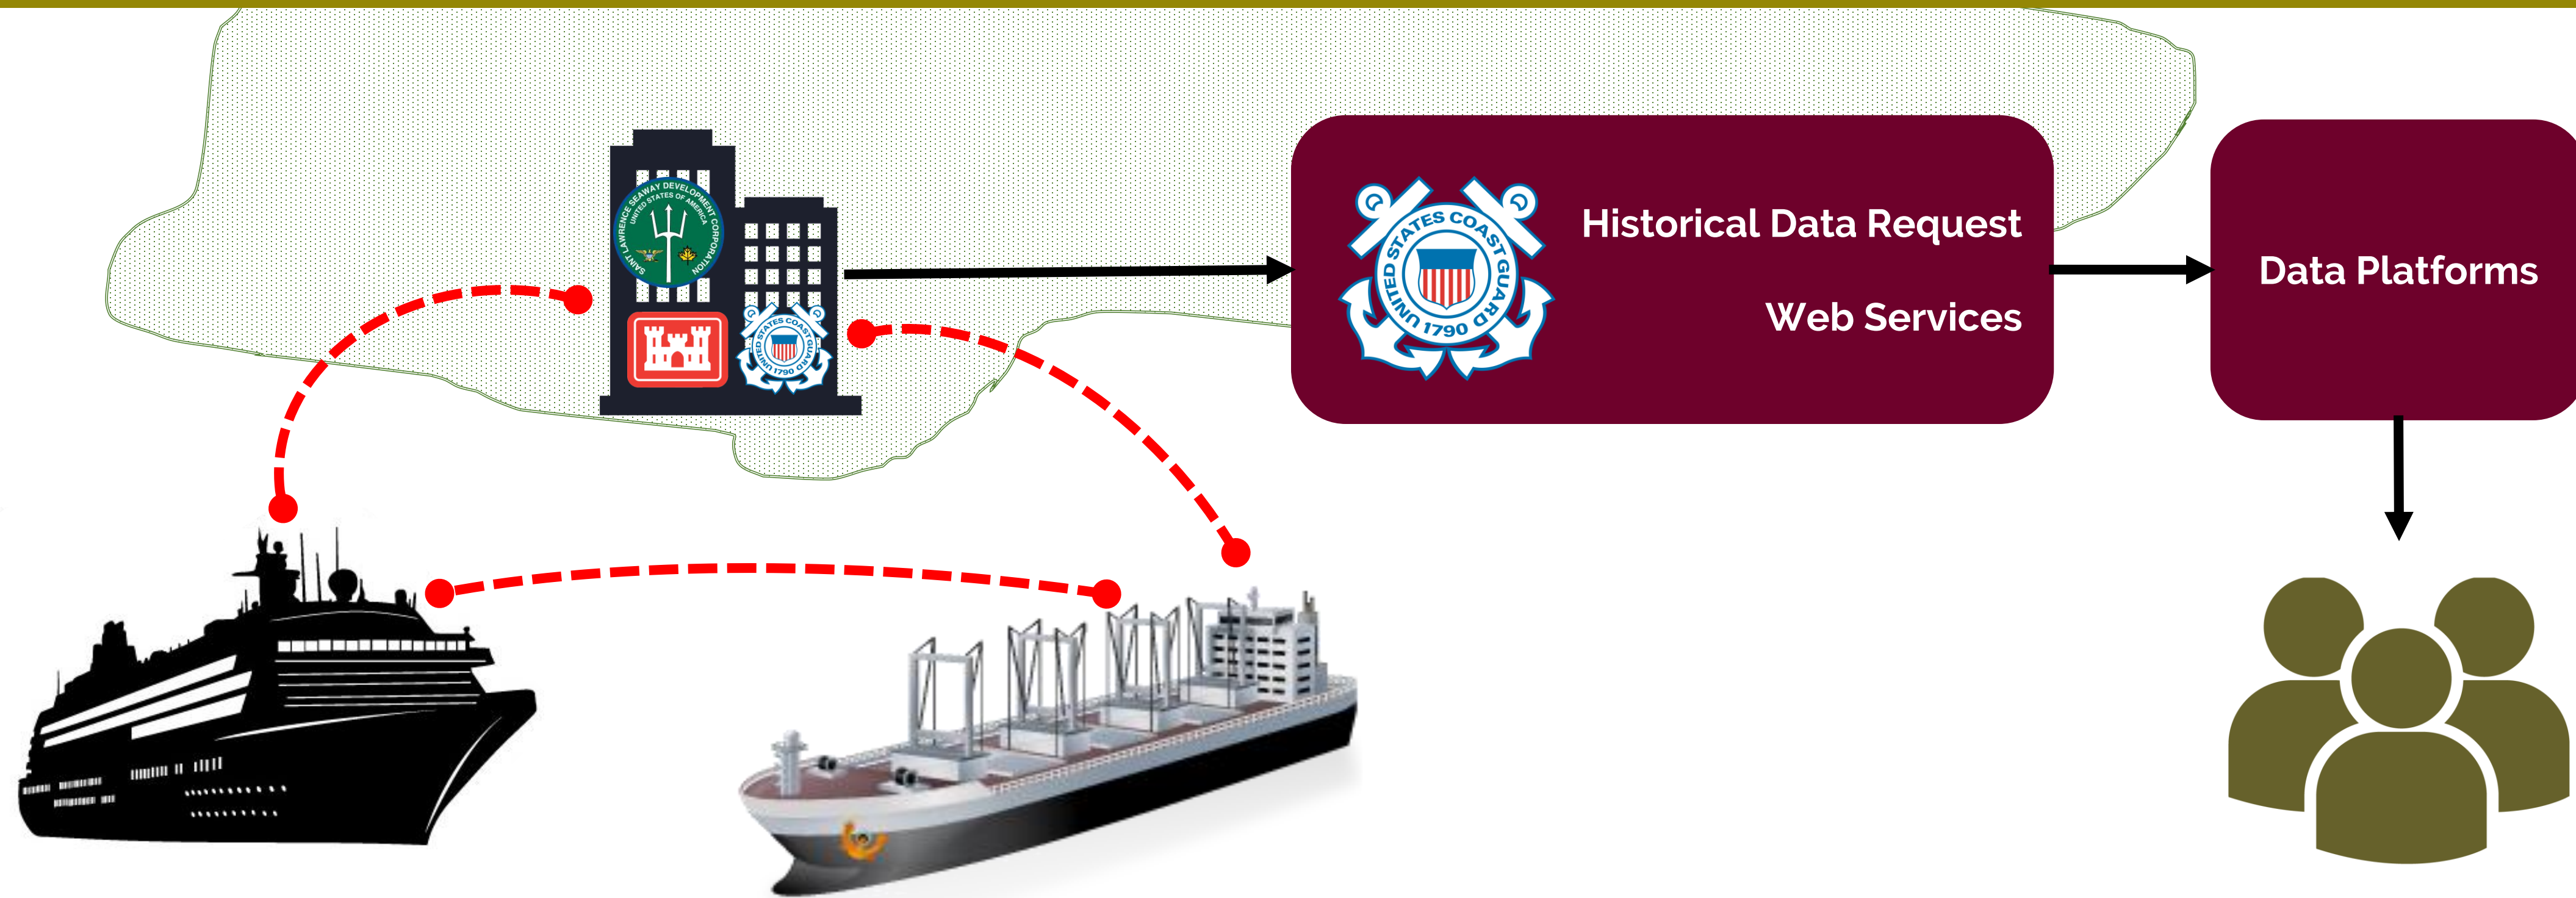 SAINT LAWRENCE SEAWAY DEVELOPMENT CORPORATION
UNITED STATES OF AMERICA
UNITED STATES COAST GUARD
1790
UNITED STATES COAST GUARD
1790
Historical Data Request
Web Services
Data Platforms